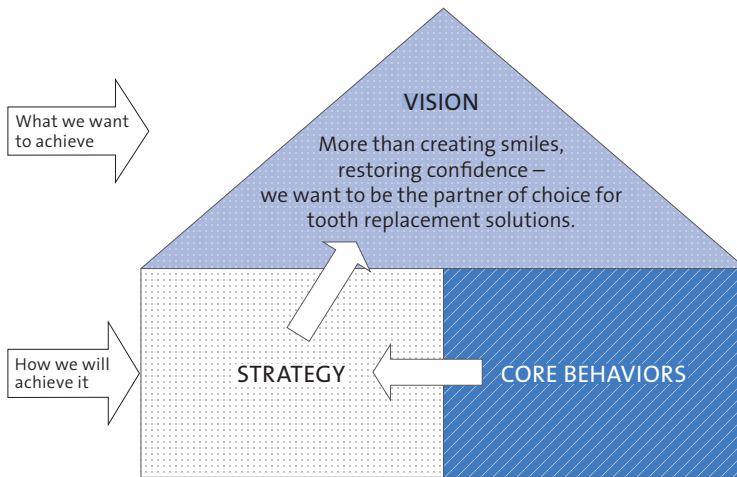 VISION
What we want
to achieve
More than creating smiles,
restoring confidence –
we want to be the partner of choice for
tooth replacement solutions.
How we will
achieve it
STRATEGY
CORE BEHAVIORS